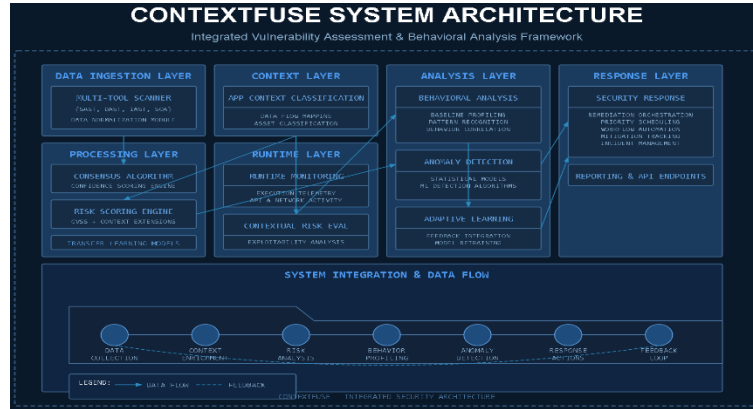 CONTEXTFUSE SYSTEM ARCHITECTURE
Integrated Vulnerability Assessment & Behavioral Analysis Framework
DATA INGESTION LAYER
MULTI-TOOL SCANNER
(SAST, DAST, IAST, SCA)
DATA NORMALIZATION MODULE
PROCESSING LAYER
CONSENSUS ALGORITHM
CONFIDENCE SCORING ENGINE
RISK SCORING ENGINE
CVSS + CONTEXT EXTENSIONS
TRANSFER LEARNING MODELS
CONTEXT LAYER
APP CONTEXT CLASSIFICATION
DATA FLOW MAPPING
ASSET CLASSIFICATION
RUNTIME LAYER
RUNTIME MONITORING
EXECUTION TELEMETRY
API & NETWORK ACTIVITY
CONTEXTUAL RISK EVAL
EXPLOITABILITY ANALYSIS
ANALYSIS LAYER
BEHAVIORAL ANALYSIS
BASELINE PROFILING
PATTERN RECOGNITION
BEHAVIOR CORRELATION
ANOMALY DETECTION
STATISTICAL MODELS
ML DETECTION ALGORITHMS
ADAPTIVE LEARNING
FEEDBACK INTEGRATION
MODEL RETRAINING
RESPONSE LAYER
SECURITY RESPONSE
REMEDIATION ORCHESTRATION
PRIORITY SCHEDULING
WORKFLOW AUTOMATION
MITIGATION TRACKING
INCIDENT MANAGEMENT
REPORTING & API ENDPOINTS
SYSTEM INTEGRATION & DATA FLOW
DATA
COLLECTION
CONTEXT
ENRICHMENT
RISK
ANALYSIS
BEHAVIOR
PROFILING
ANOMALY
DETECTION
RESPONSE
ACTIONS
FEEDBACK
LOOP
LEGEND:
DATA FLOW
FEEDBACK
CONTEXTFUSE - INTEGRATED SECURITY ARCHITECTURE